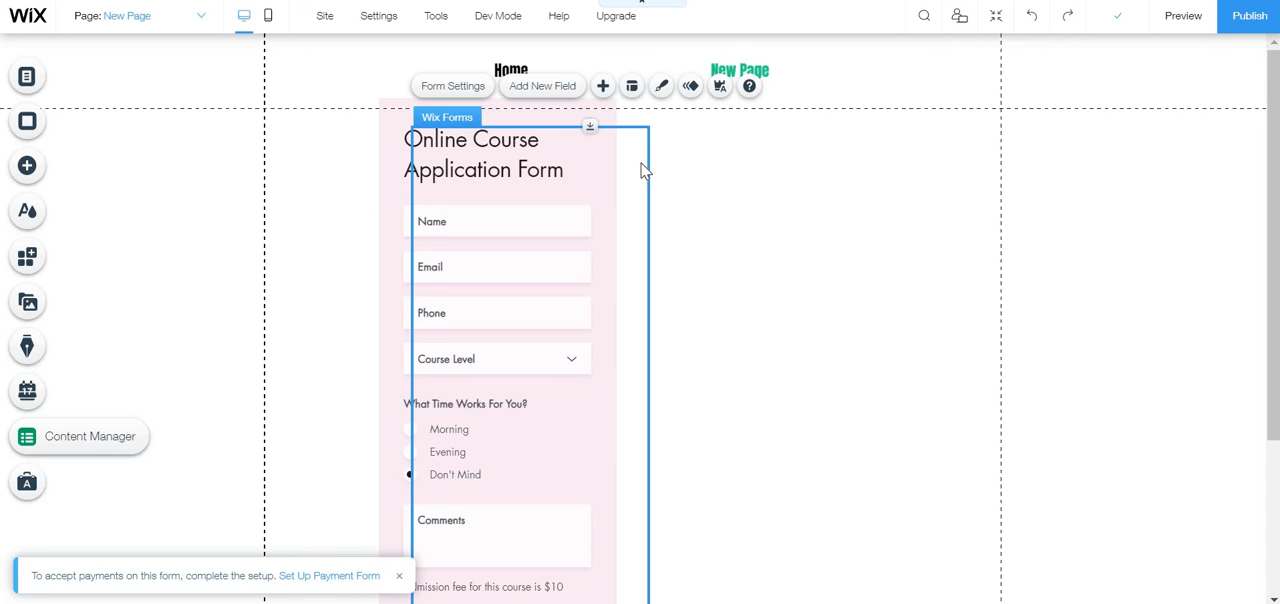 WiX Page: New Page Site Settings Tools Dev Mode Help Upgrade Preview Publish
Home New Page
Form Settings Add New Field
Wix Forms
Online Course
Application Form
Name
Email
Phone
Course Level
What Time Works For You?
Morning
Evening
Don't Mind
Content Manager
Comments
To accept payments on this form, complete the setup. Set Up Payment Form
mission fee for this course is $10